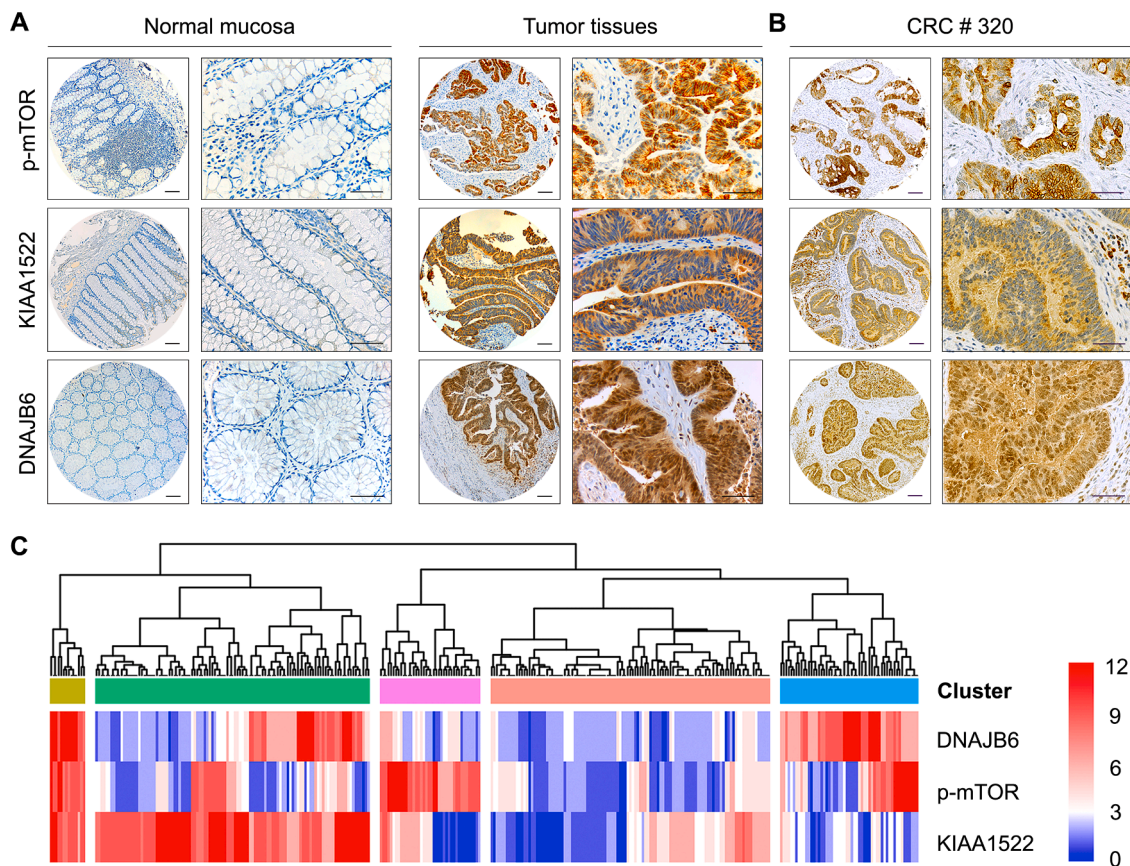 A
Normal mucosa
Tumor tissues
B
CRC # 320
p-mTOR
KIAA1522
DNAJB6
C
Cluster
DNAJB6
p-mTOR
KIAA1522
12
9
6
3
0